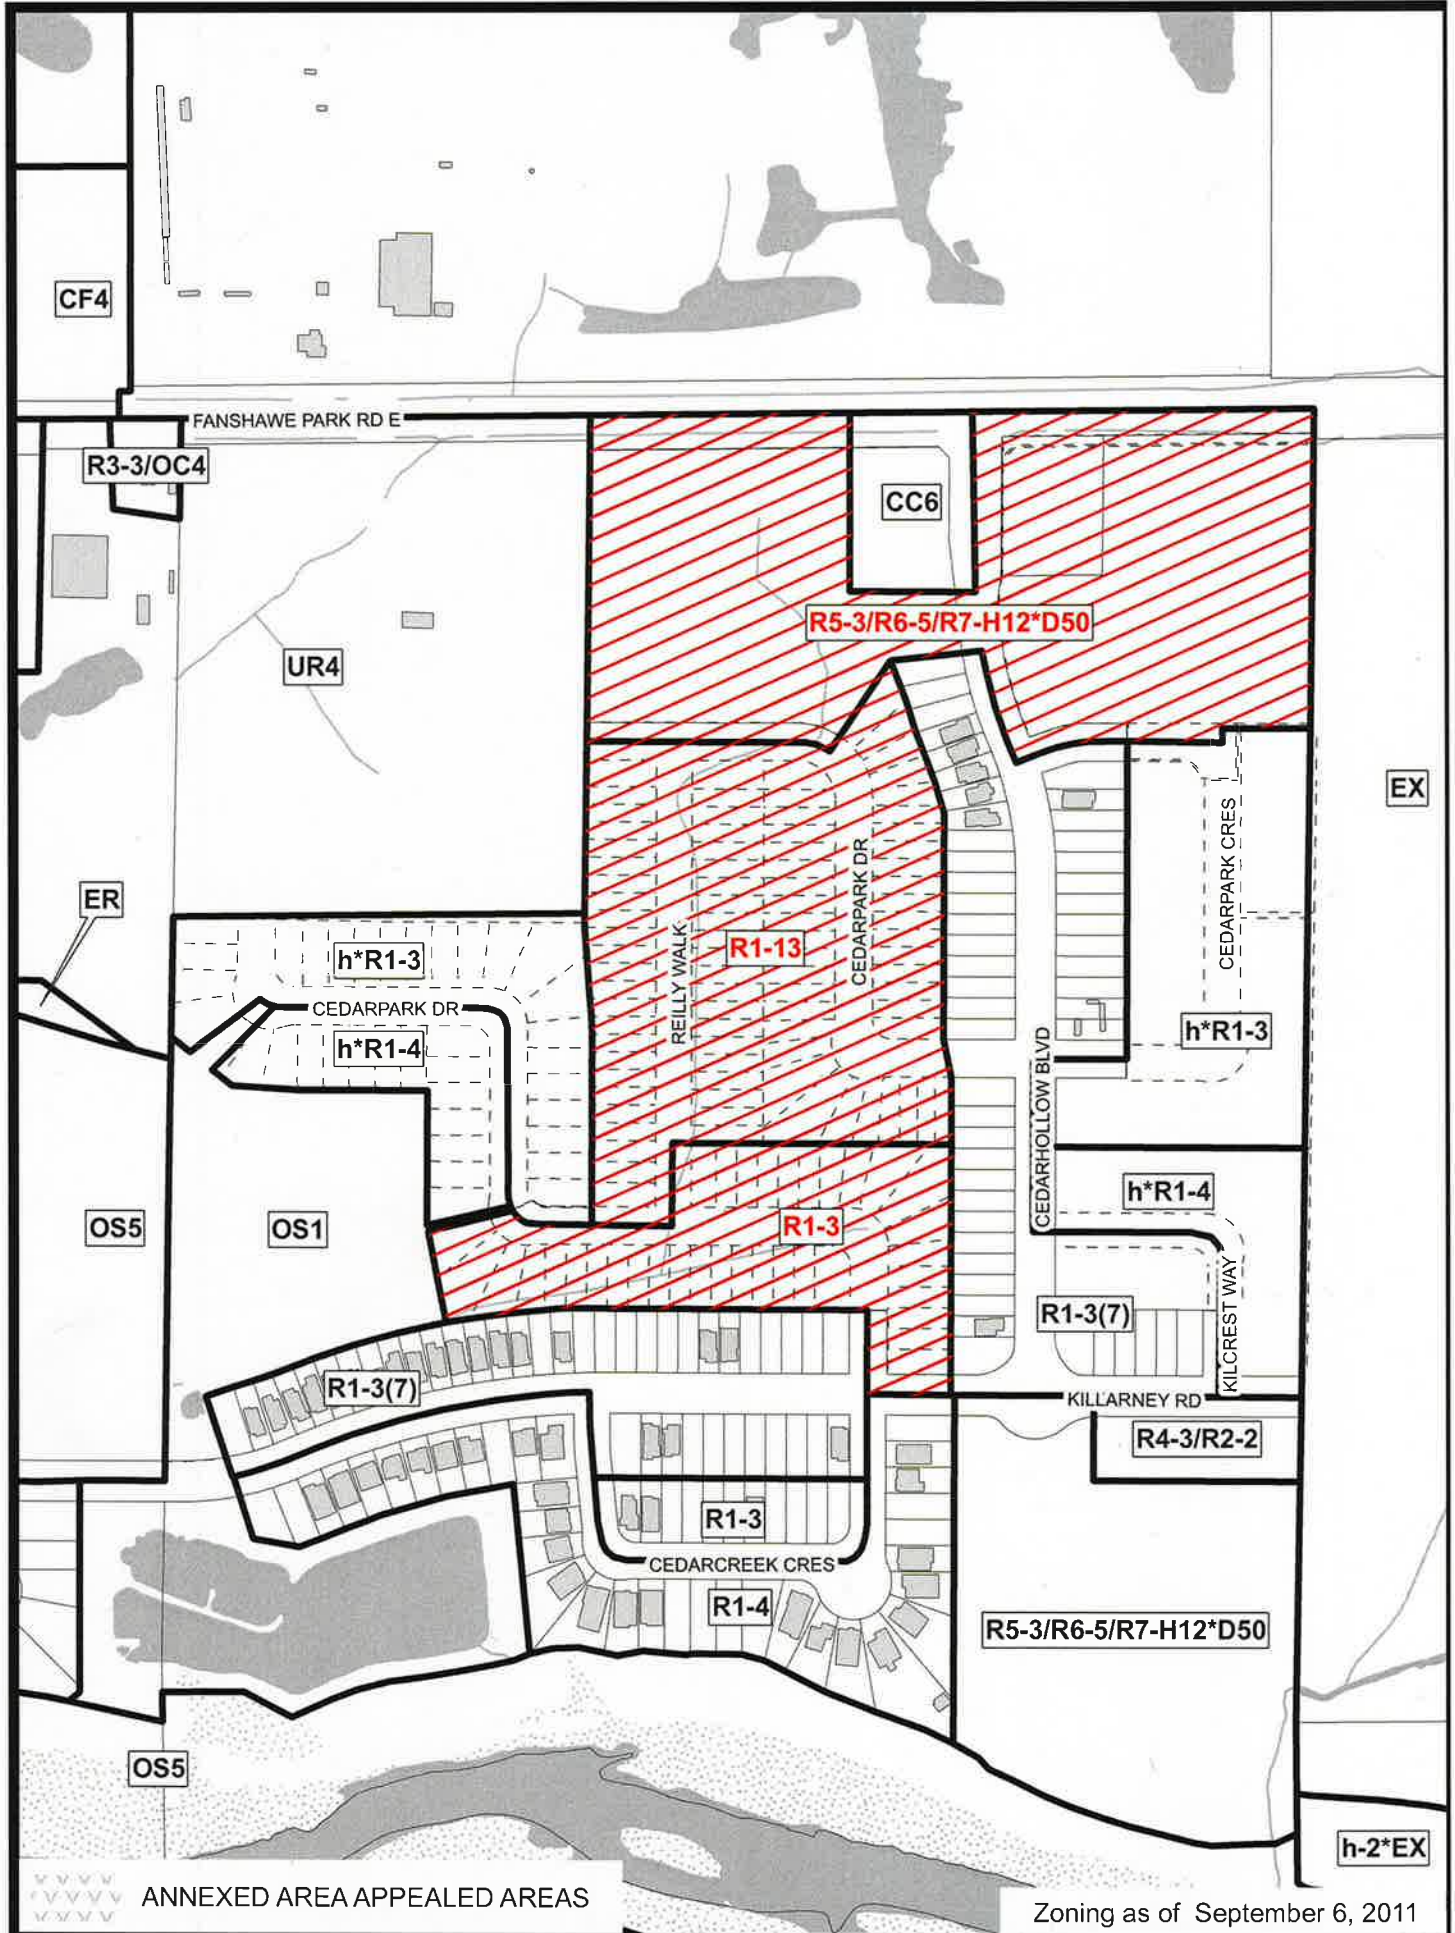 CF4
FANSHAWE PARK RD E
R3-3/OC4
CC6
R5-3/R6-5/R7-H12*D50
UR4
EX
CEDARPARK CRES
CEDARPARK DR
ER
REILLY WALK
R1-13
h*R1-3
CEDARPARK DR
h*R1-4
h*R1-3
CEDARHOLLOW BLVD
h*R1-4
OS5
OS1
R1-3
R1-3(7)
KILCREST WAY
R1-3(7)
KILLARNEY RD
R4-3/R2-2
R1-3
CEDARCREEK CRES
R1-4
R5-3/R6-5/R7-H12*D50
OS5
h-2*EX
ANNEXED AREA APPEALED AREAS
Zoning as of September 6, 2011